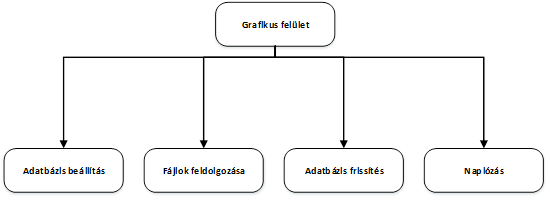 Grafikus felület
Adatbázis beállítás
Fájlok feldolgozása
Adatbázis frissítés
Naplózás